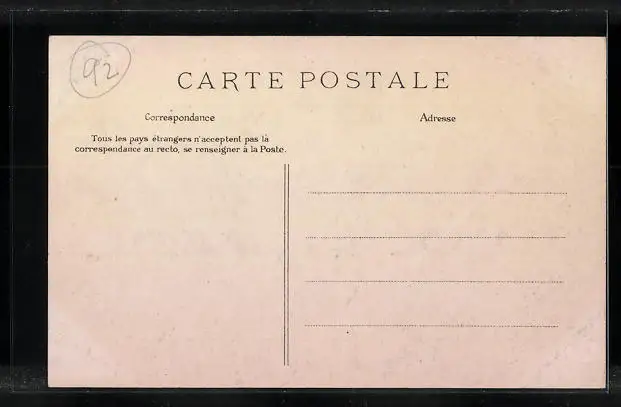 92
CARTE POSTALE
Correspondance
Adresse
Tous les pays étrangers n'acceptent pas la
correspondance au recto, se renseigner à la Poste.